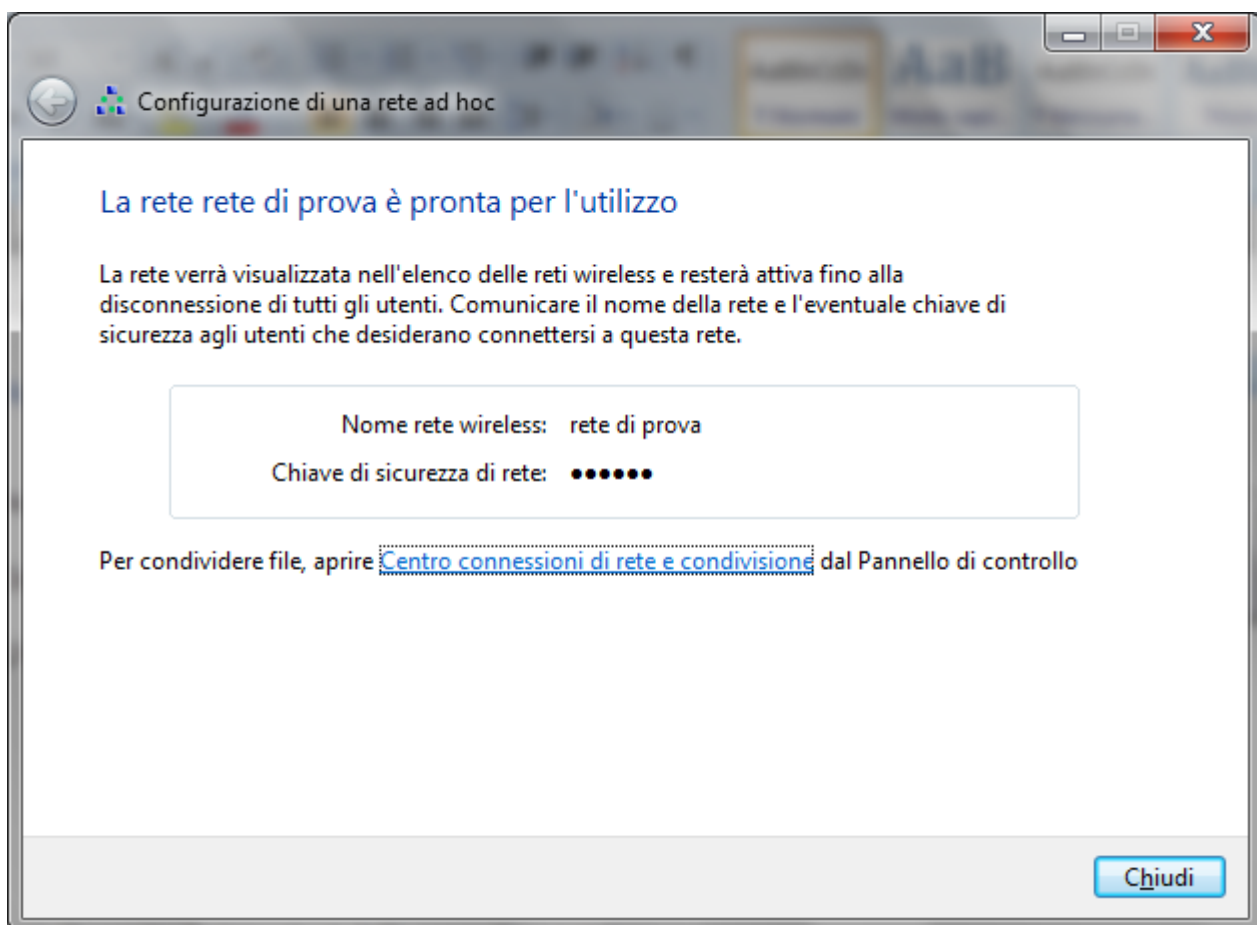 Configurazione di una rete ad hoc
La rete rete di prova è pronta per l'utilizzo
La rete verrà visualizzata nell'elenco delle reti wireless e resterà attiva fino alla
disconnessione di tutti gli utenti. Comunicare il nome della rete e l'eventuale chiave di
sicurezza agli utenti che desiderano connettersi a questa rete.
Nome rete wireless: rete di prova
Chiave di sicurezza di rete: ●●●●●●
Per condividere file, aprire Centro connessioni di rete e condivisione dal Pannello di controllo
Chiudi